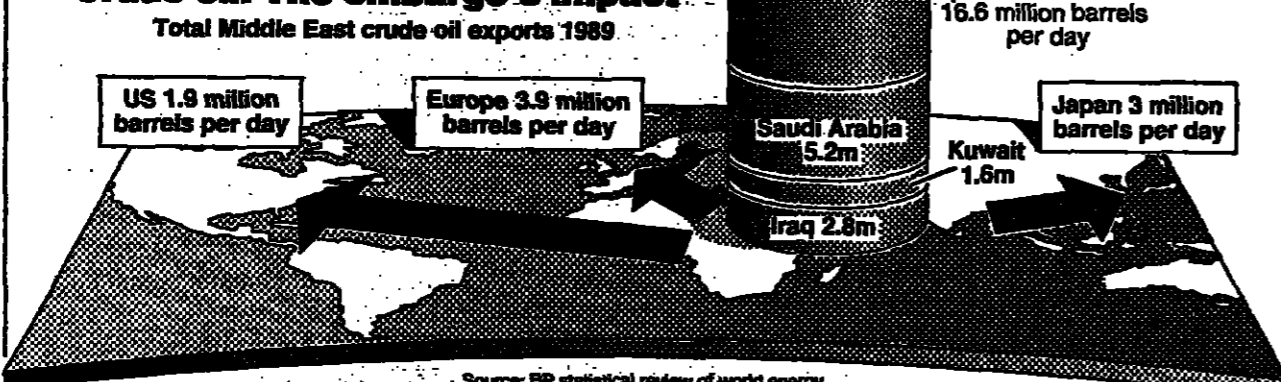 Total Middle East crude oil exports 1989
16.6 million barrels
per day
US 1.9 million
barrels per day
Europe 3.9 million
barrels per day
Saudi Arabia
5.2m
Kuwait
1.6m
Iraq 2.8m
Japan 3 million
barrels per day
Source: BP statistical review of world energy